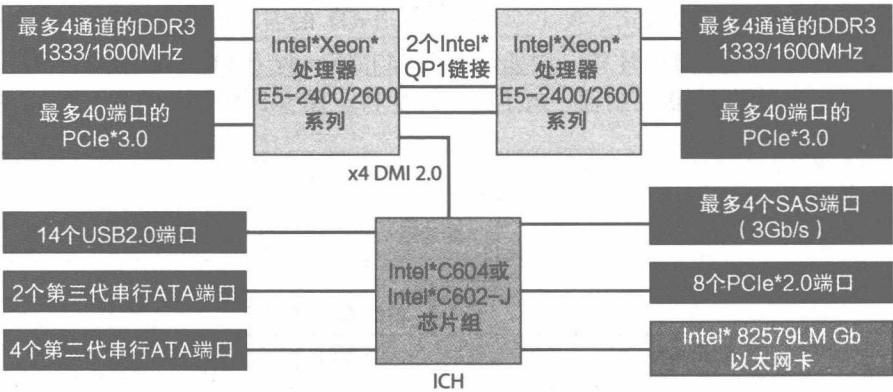 最多4通道的DDR3
1333/1600MHz
Intel*Xeon*
处理器
E5-2400/2600
系列
2个Intel*
QP1链接
Intel*Xeon*
处理器
E5-2400/2600
系列
最多4通道的DDR3
1333/1600MHz
最多40端口的
PCIe*3.0
最多40端口的
PCIe*3.0
x4 DMI 2.0
14个USB2.0端口
2个第三代串行ATA端口
4个第二代串行ATA端口
Intel*C604或
Intel*C602-J
芯片组
ICH
最多4个SAS端口
(3Gb/s)
8个PCIe*2.0端口
Intel* 82579LM Gb
以太网卡